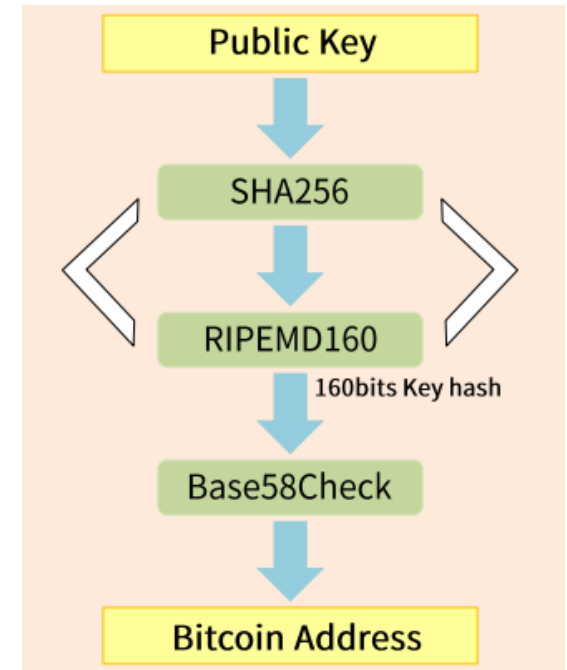 Public Key
SHA256
RIPEMD160
160bits Key hash
Base58Check
Bitcoin Address